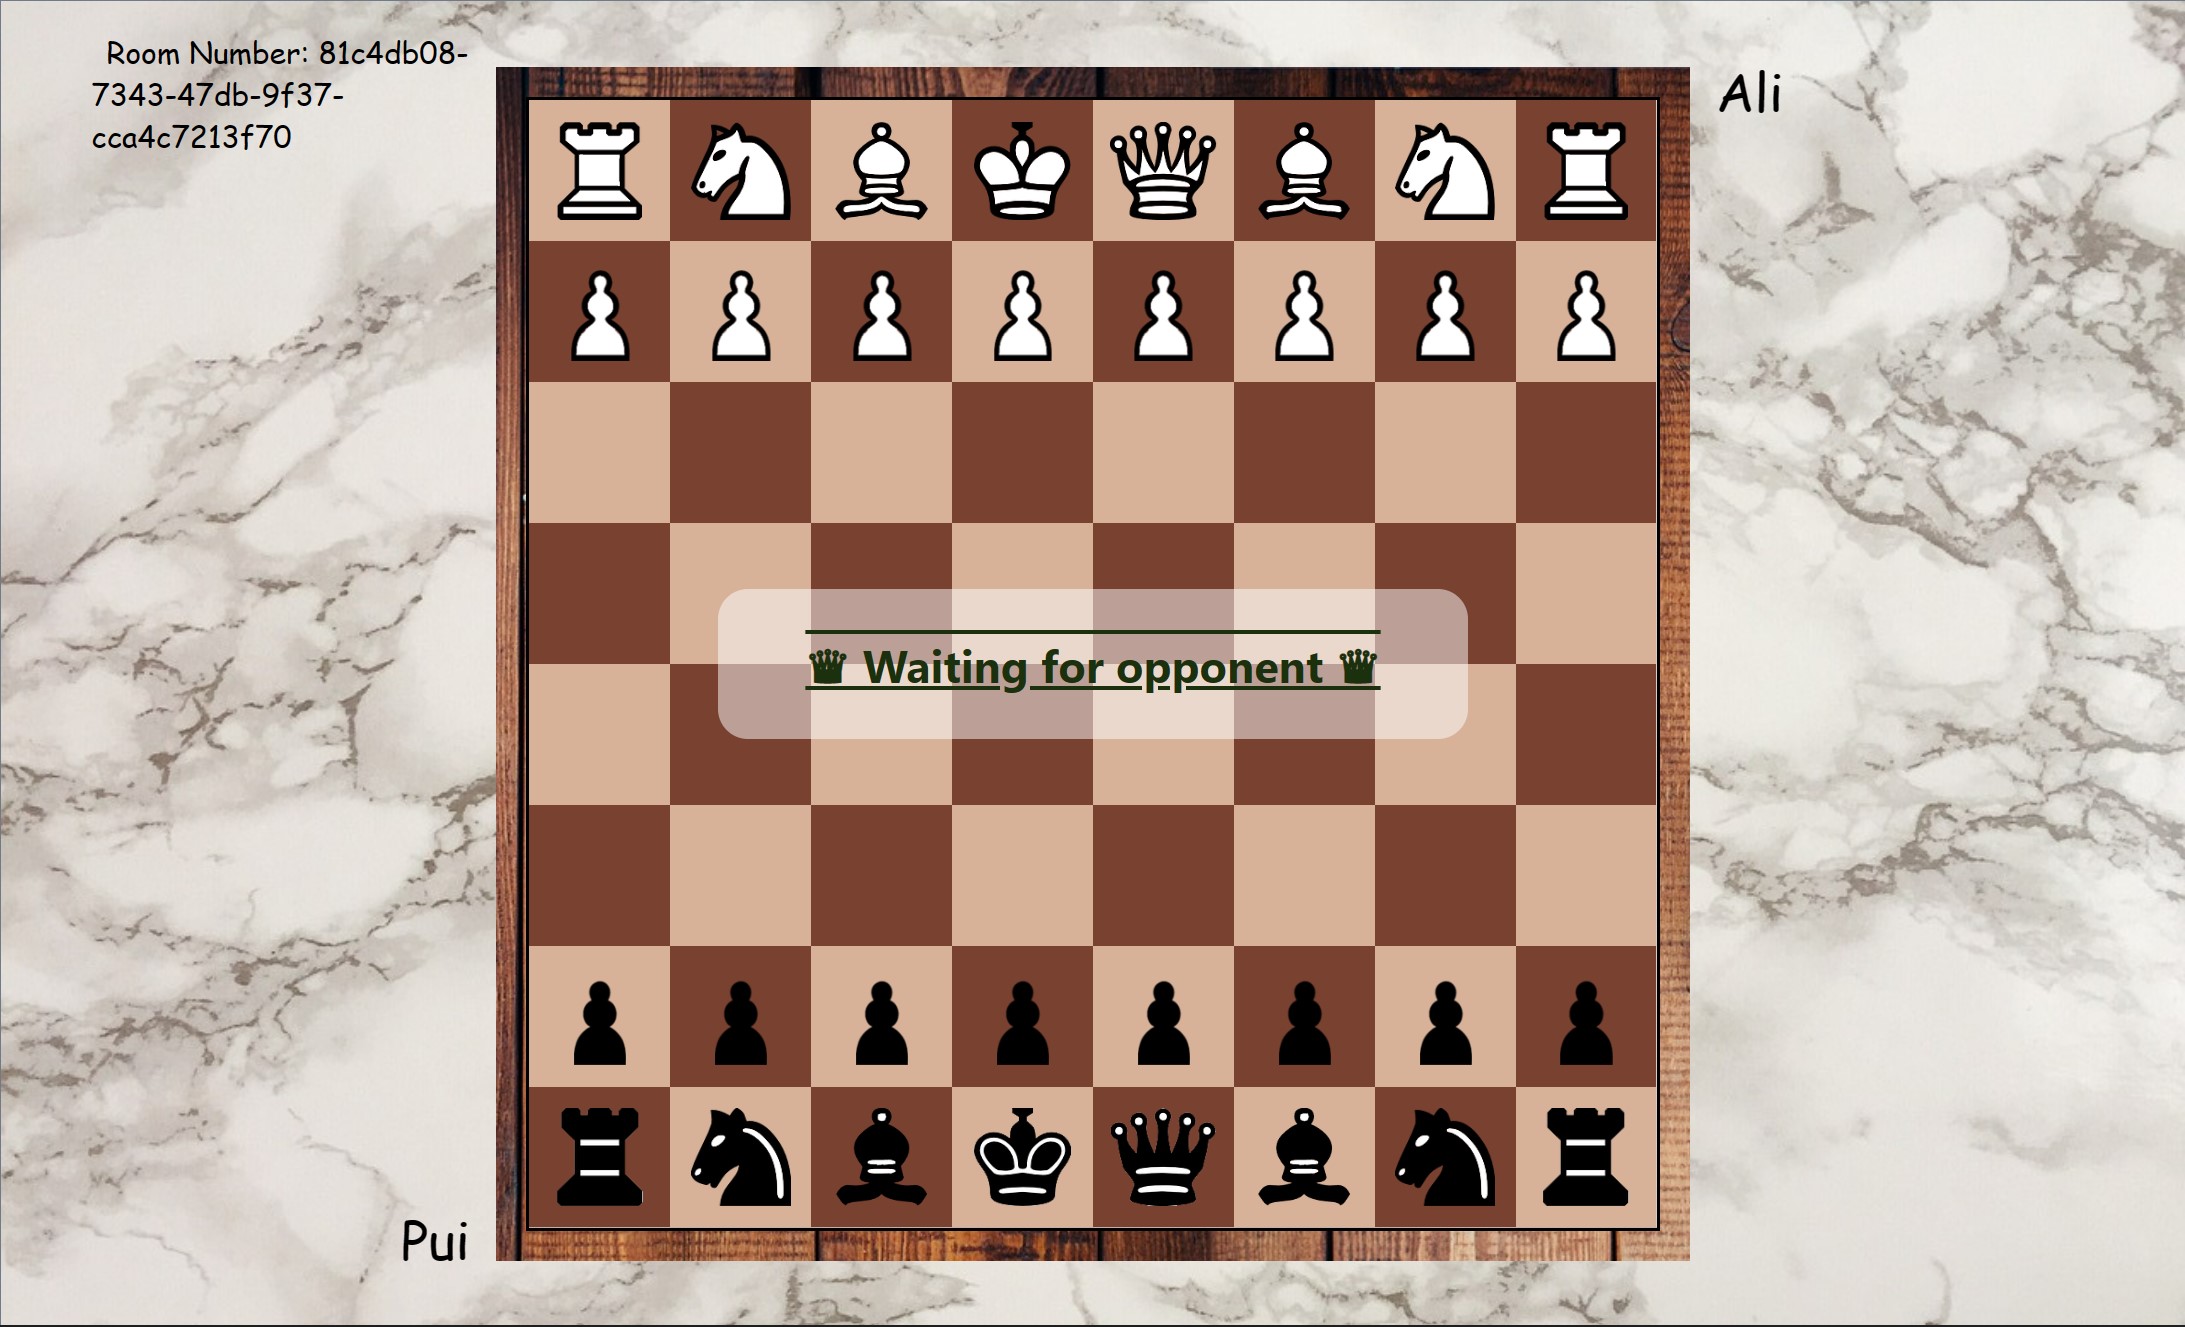 Room Number: 81c4db08-
7343-47db-9f37-
cca4c7213f70
Ali
♛ Waiting for opponent ♛
Pui